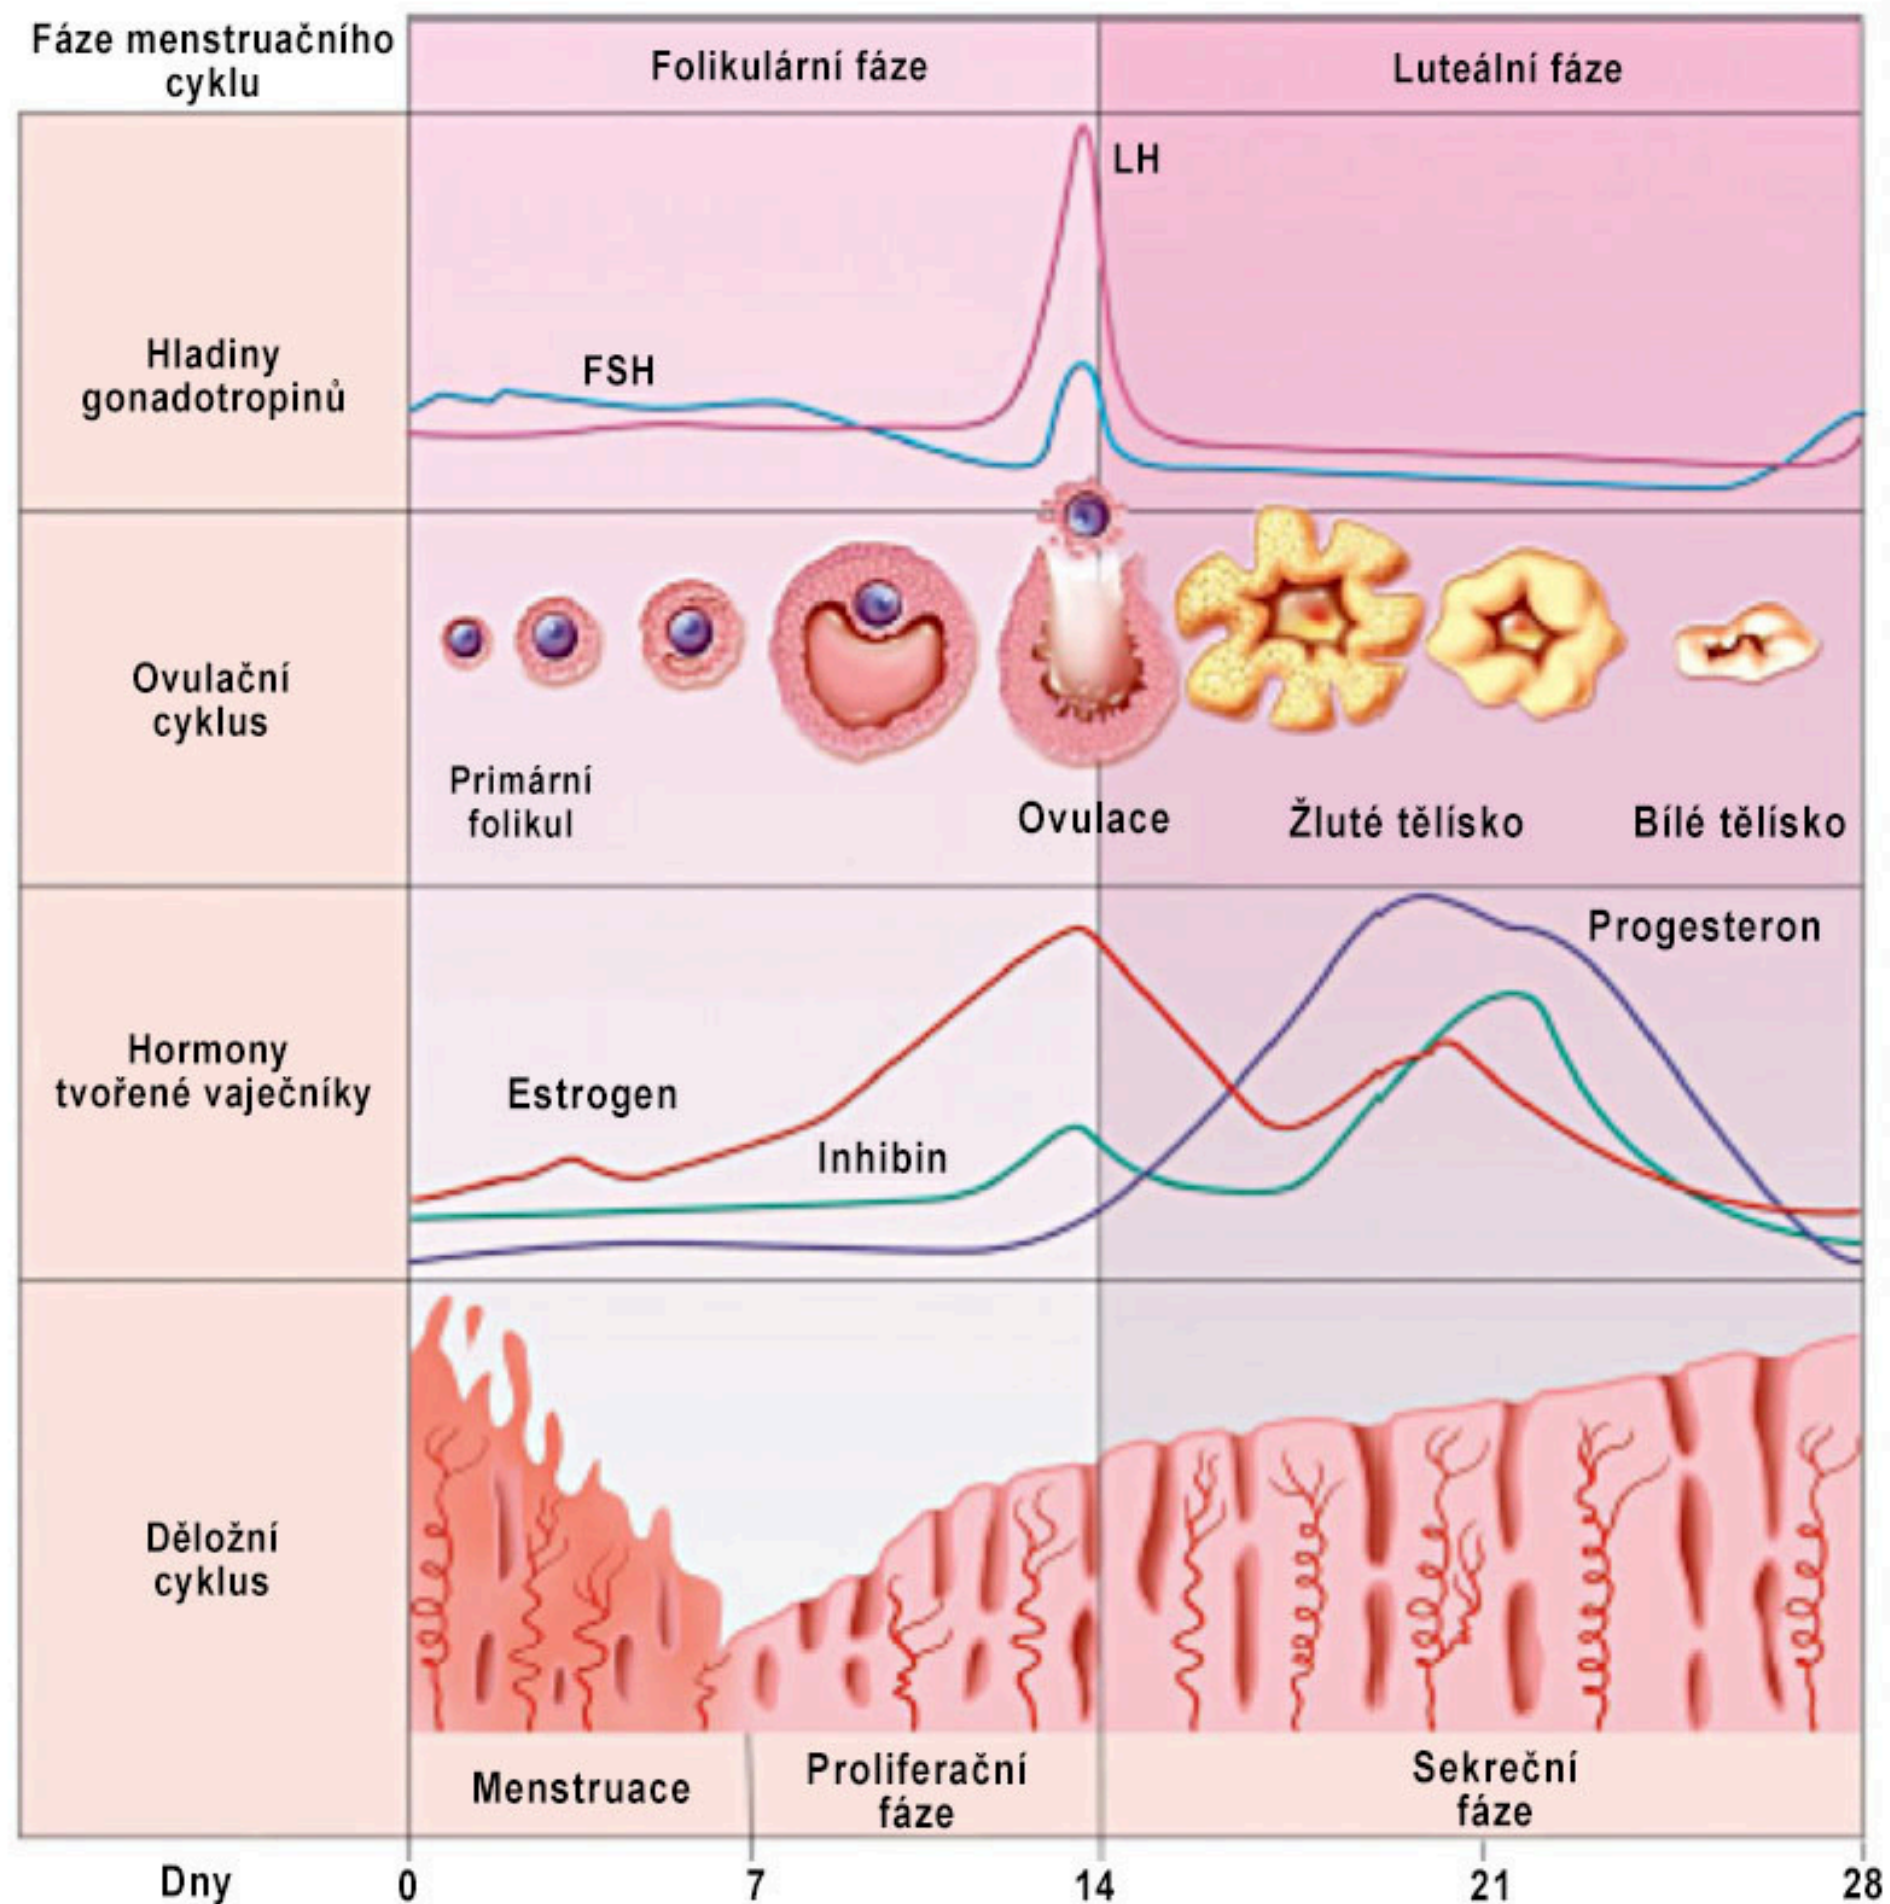 Fáze menstruačního
cyklu
Folikulární fáze
Luteální fáze
Hladiny
gonadotropinů
FSH
LH
Ovulační
cyklus
Primární
folikul
Ovulace
Žluté tělísko
Bílé tělísko
Hormony
tvořené vaječníky
Estrogen
Inhibin
Progesteron
Děložní
cyklus
Menstruace
Proliferační
fáze
Sekreční
fáze
Dny
0
7
14
21
28